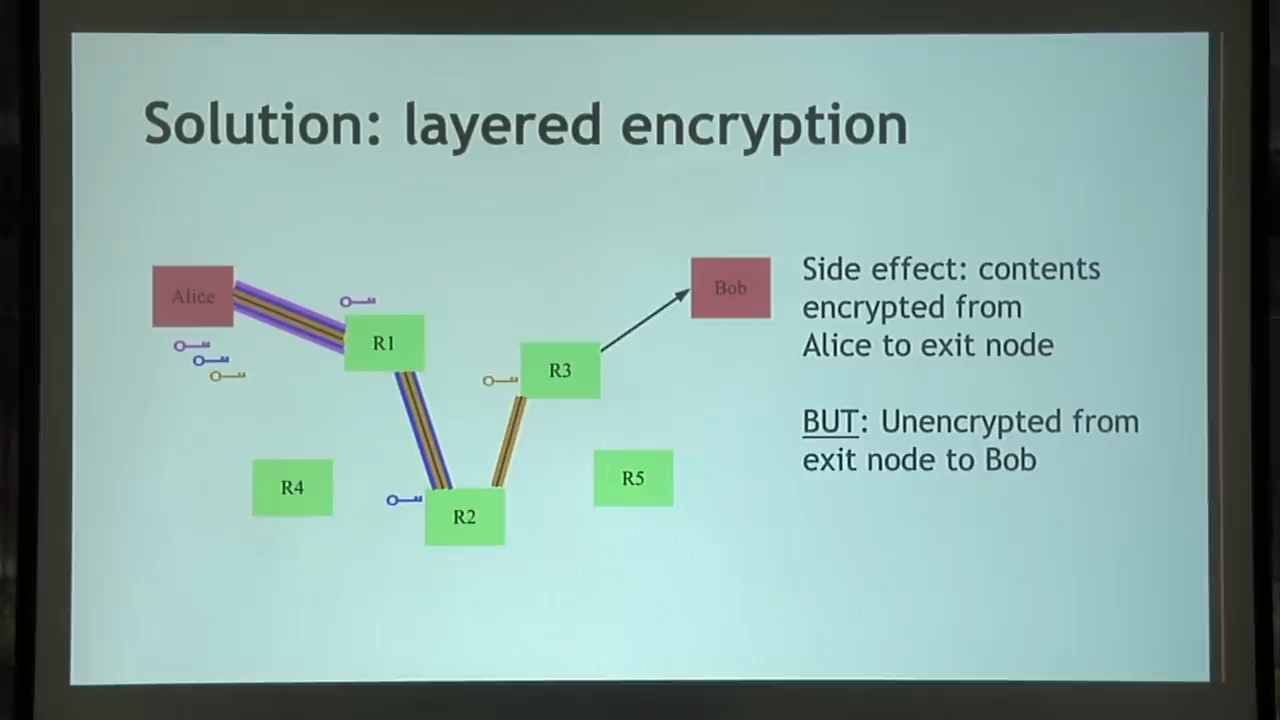 Solution: layered encryption
Alice
R1
R2
R3
R4
R5
Bob
Side effect: contents
encrypted from
Alice to exit node
BUT: Unencrypted from
exit node to Bob